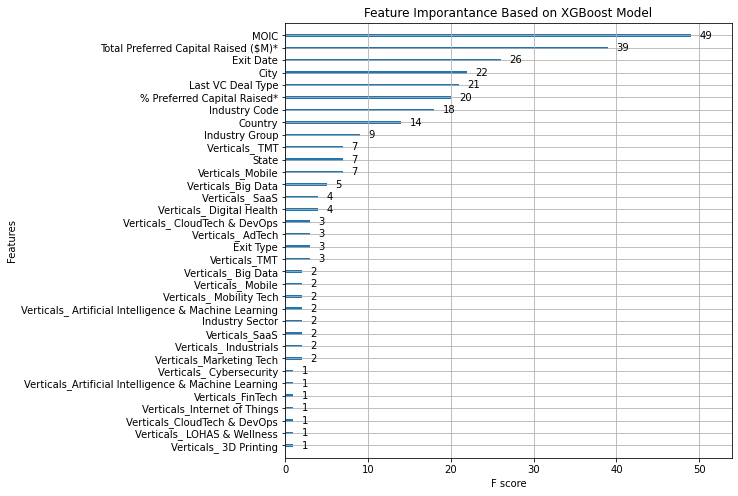 Feature Imporantance Based on XGBoost Model
MOIC 49
Total Preferred Capital Raised ($M)* 39
Exit Date 26
City 22
Last VC Deal Type 21
% Preferred Capital Raised* 20
Industry Code 18
Country 14
Industry Group 9
Verticals_ TMT 7
State 7
Verticals_Mobile 7
Verticals_Big Data 5
Verticals_ SaaS 4
Verticals_ Digital Health 4
Verticals_ CloudTech & DevOps 3
Verticals_ AdTech 3
Exit Type 3
Verticals_TMT 3
Verticals_ Big Data 2
Verticals_ Mobile 2
Verticals_ Mobility Tech 2
Verticals_ Artificial Intelligence & Machine Learning 2
Industry Sector 2
Verticals_SaaS 2
Verticals_ Industrials 2
Verticals_Marketing Tech 2
Verticals_ Cybersecurity 1
Verticals_Artificial Intelligence & Machine Learning 1
Verticals_FinTech 1
Verticals_Internet of Things 1
Verticals_CloudTech & DevOps 1
Verticals_ LOHAS & Wellness 1
Verticals_ 3D Printing 1
Features
0 10 20 30 40 50
F score